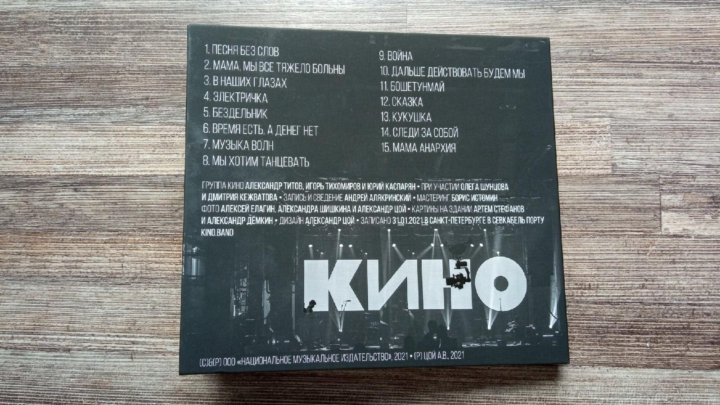 1. ПЕСНЯ БЕЗ СЛОВ
2. МАМА, МЫ ВСЕ ТЯЖЕЛО БОЛЬНЫ
3. В НАШИХ ГЛАЗАХ
4. ЭЛЕКТРИЧКА
5. БЕЗДЕЛЬНИК
6. ВРЕМЯ ЕСТЬ, А ДЕНЕГ НЕТ
7. МУЗЫКА ВОЛН
8. МЫ ХОТИМ ТАНЦЕВАТЬ
9. ВОЙНА
10. ДАЛЬШЕ ДЕЙСТВОВАТЬ БУДЕМ МЫ
11. БОШЕТУНМАЙ
12. СКАЗКА
13. КУКУШКА
14. СЛЕДИ ЗА СОБОЙ
15. МАМА АНАРХИЯ
ГРУППА КИНО АЛЕКСАНДР ТИТОВ, ИГОРЬ ТИХОМИРОВ И ЮРИЙ КАСПАРЯН • ПРИ УЧАСТИИ ОЛЕГА ШУНЦОВА
И ДМИТРИЯ КЕЖВАТОВА • ЗАПИСЬ И СВЕДЕНИЕ АНДРЕЙ АЛЯКРИНСКИЙ • МАСТЕРИНГ БОРИС ИСТОМИН
ФОТО АЛЕКСЕЙ ЕЛАГИН, АЛЕКСАНДРА ШИШКИНА И АЛЕКСАНДР ЦОЙ • КАРТИНЫ НА ЗДАНИИ АРТЕМ СТЕФАНОВ
И АЛЕКСАНДР ДЁМКИН • ДИЗАЙН АЛЕКСАНДР ЦОЙ • ЗАПИСАНО 31.01.2021 В САНКТ-ПЕТЕРБУРГЕ В СЕВКАБЕЛЬ ПОРТУ
KINO.BAND
КИНО
(C)&(P) ООО «НАЦИОНАЛЬНОЕ МУЗЫКАЛЬНОЕ ИЗДАТЕЛЬСТВО», 2021 • (P) ЦОЙ А.В., 2021